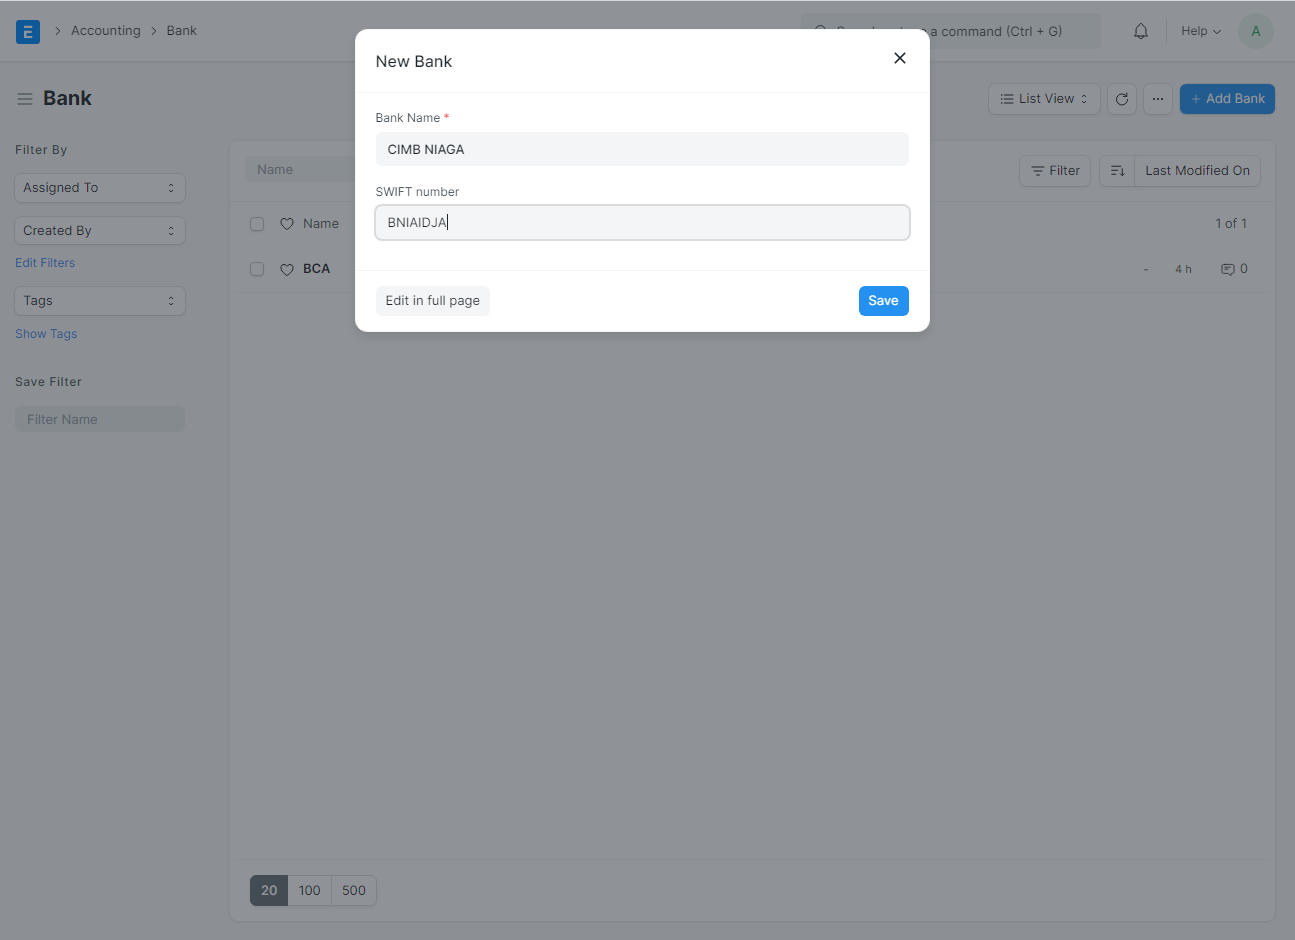 E
Accounting
Bank
a command (Ctrl + G)
Help
A
New Bank
Bank Name *
CIMB NIAGA
SWIFT number
BNIAIDJA
Edit in full page
Save
Bank
List View
+ Add Bank
Filter By
Assigned To
Created By
Edit Filters
Tags
Show Tags
Save Filter
Filter Name
Name
Filter
Last Modified On
Name
1 of 1
BCA
-
4 h
0
20
100
500